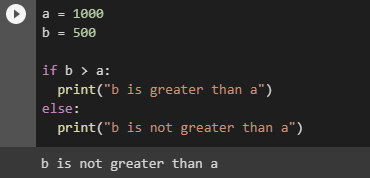 a = 1000
b = 500

if b > a:
  print("b is greater than a")
else:
  print("b is not greater than a")
b is not greater than a